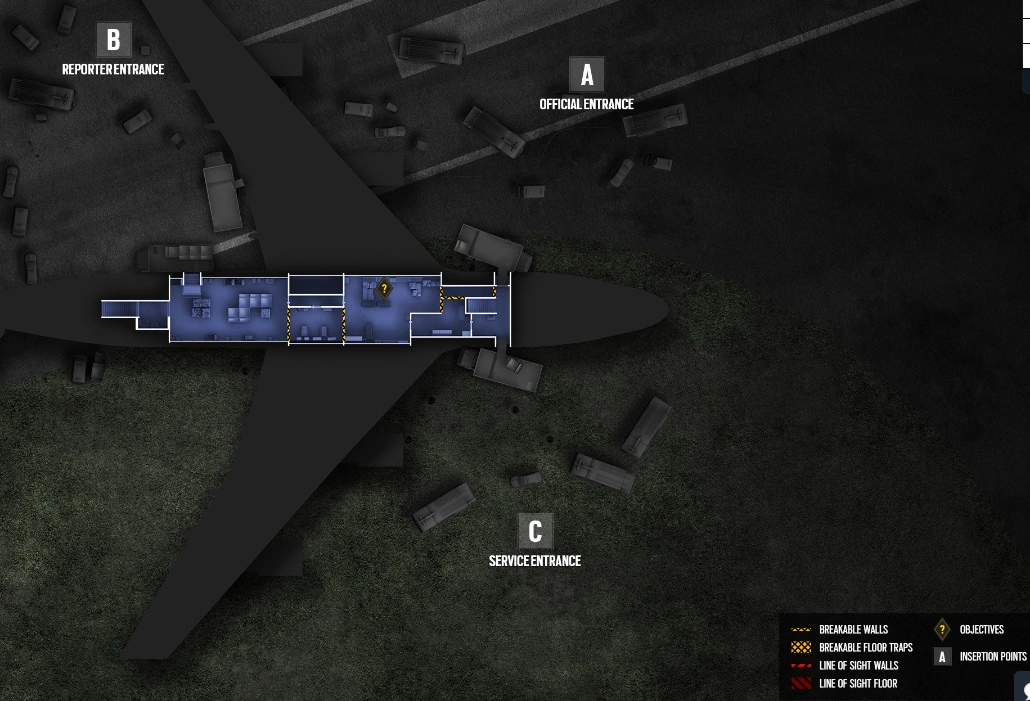 B
REPORTER ENTRANCE
A
OFFICIAL ENTRANCE
?
C
SERVICE ENTRANCE
BREAKABLE WALLS
BREAKABLE FLOOR TRAPS
LINE OF SIGHT WALLS
LINE OF SIGHT FLOOR
? OBJECTIVES
A INSERTION POINTS